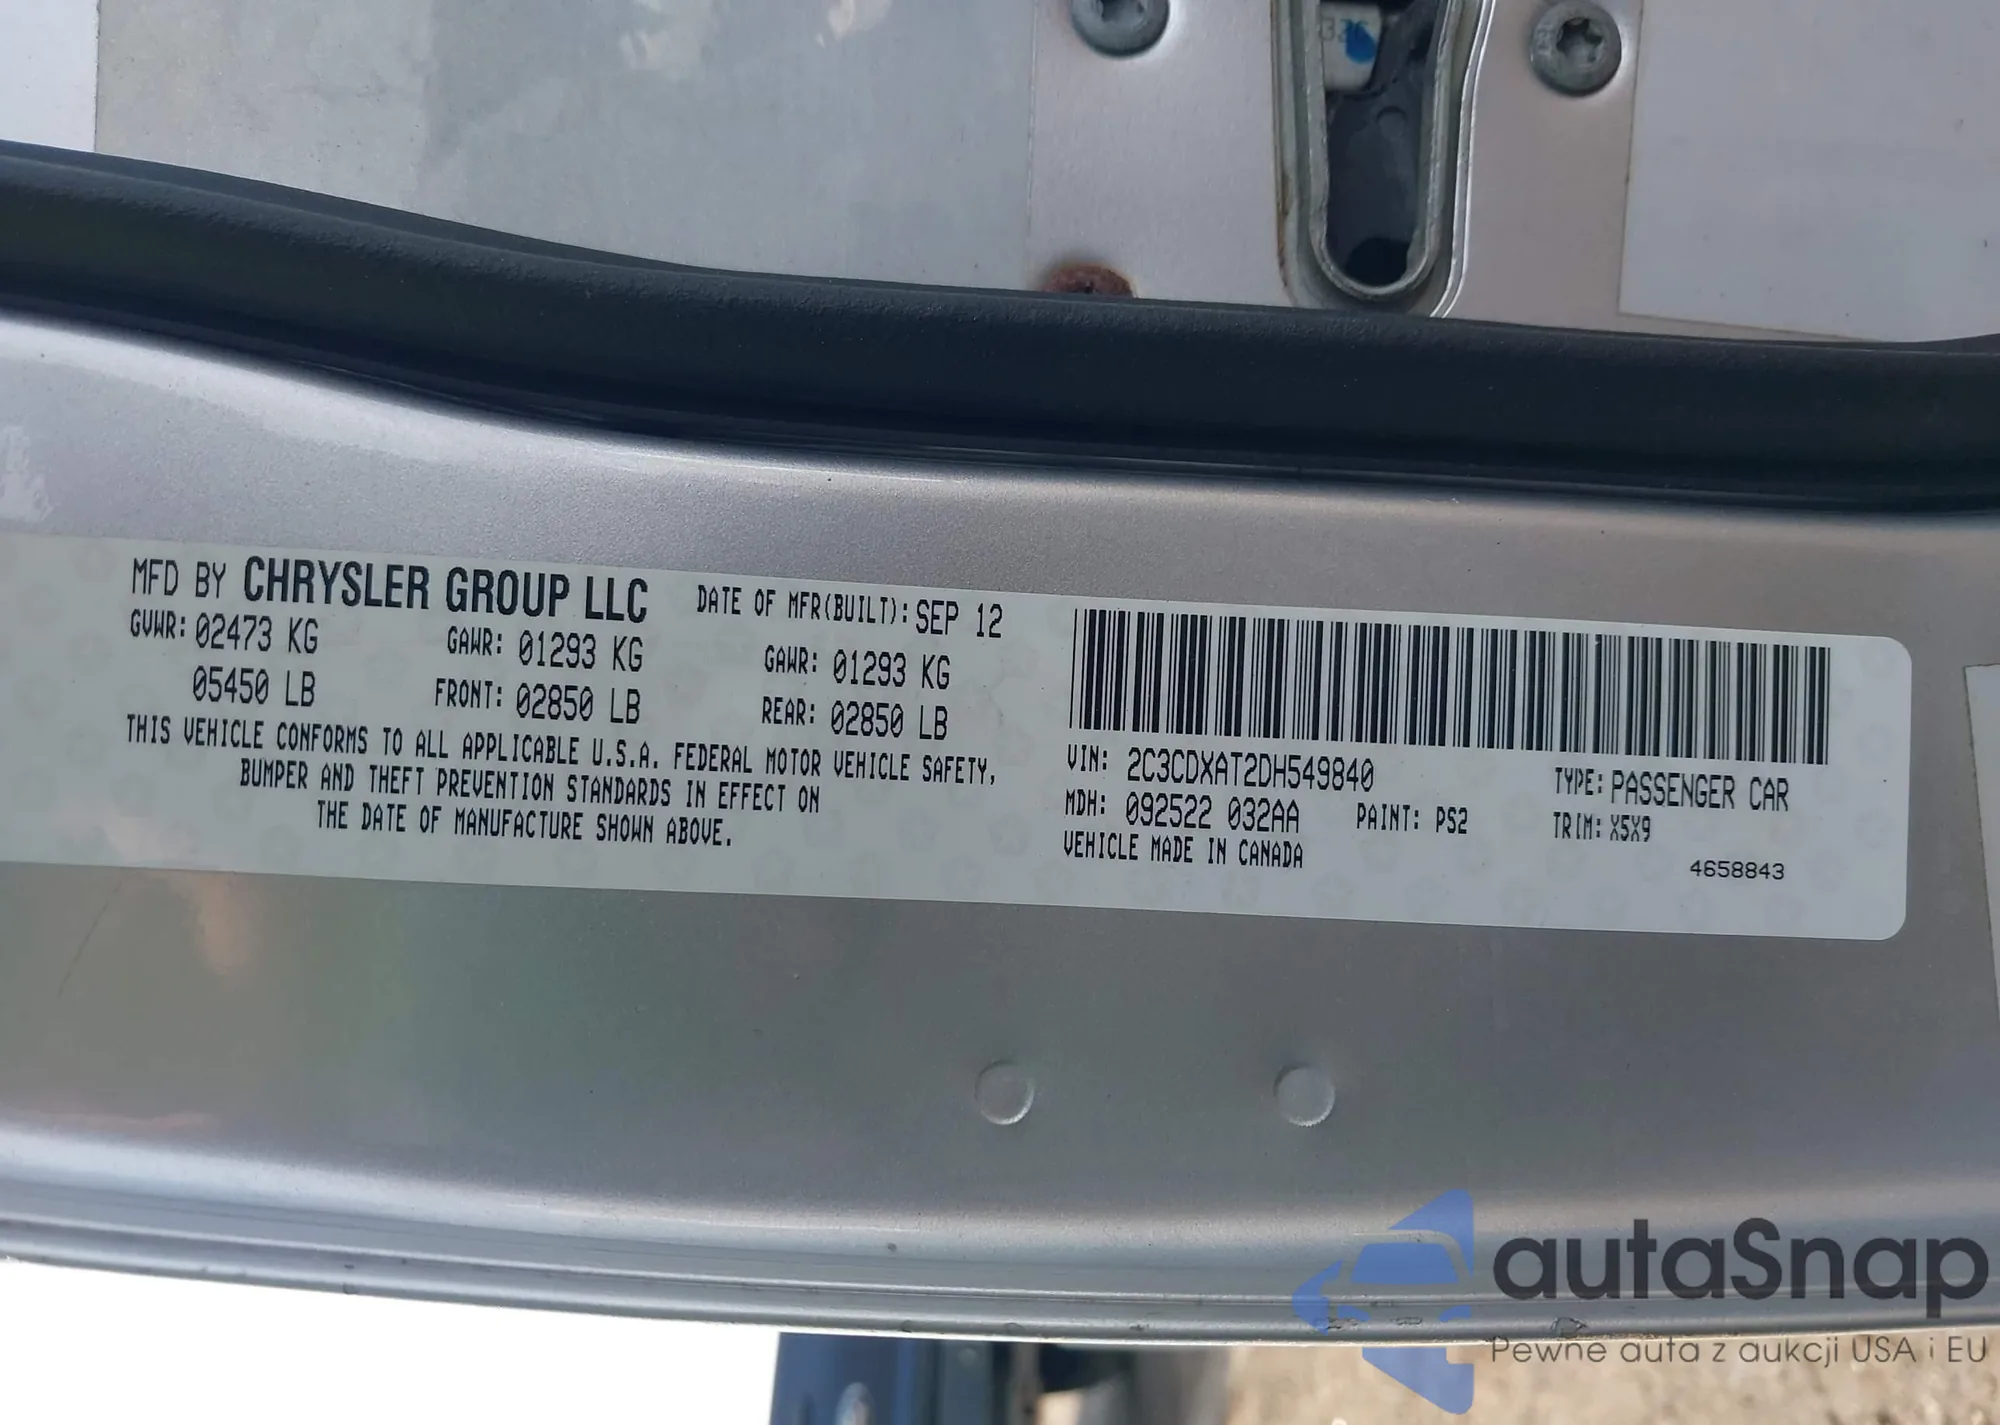 MFD BY CHRYSLER GROUP LLC
DATE OF MFR(BUILT): SEP 12
GVWR: 02473 KG
05450 LB
GAWR: 01293 KG
FRONT: 02850 LB
GAWR: 01293 KG
REAR: 02850 LB
THIS VEHICLE CONFORMS TO ALL APPLICABLE U.S.A. FEDERAL MOTOR VEHICLE SAFETY,
BUMPER AND THEFT PREVENTION STANDARDS IN EFFECT ON
THE DATE OF MANUFACTURE SHOWN ABOVE.
VIN: 2C3CDXAT2DH549840
TYPE: PASSENGER CAR
MDH: 092522 032AA
PAINT: PS2
TRIM: X5X9
VEHICLE MADE IN CANADA
4658843
autaSnap
Pewne auta z aukcji USA i EU